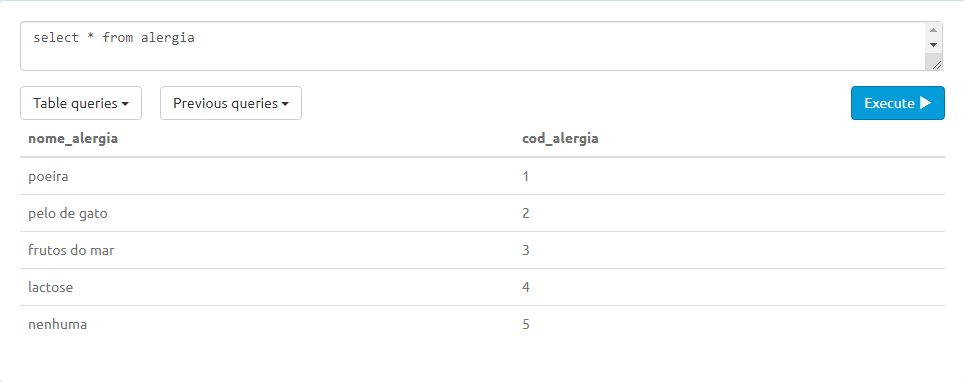 select * from alergia
Table queries Previous queries Execute
nome_alergia cod_alergia
poeira 1
pelo de gato 2
frutos do mar 3
lactose 4
nenhuma 5